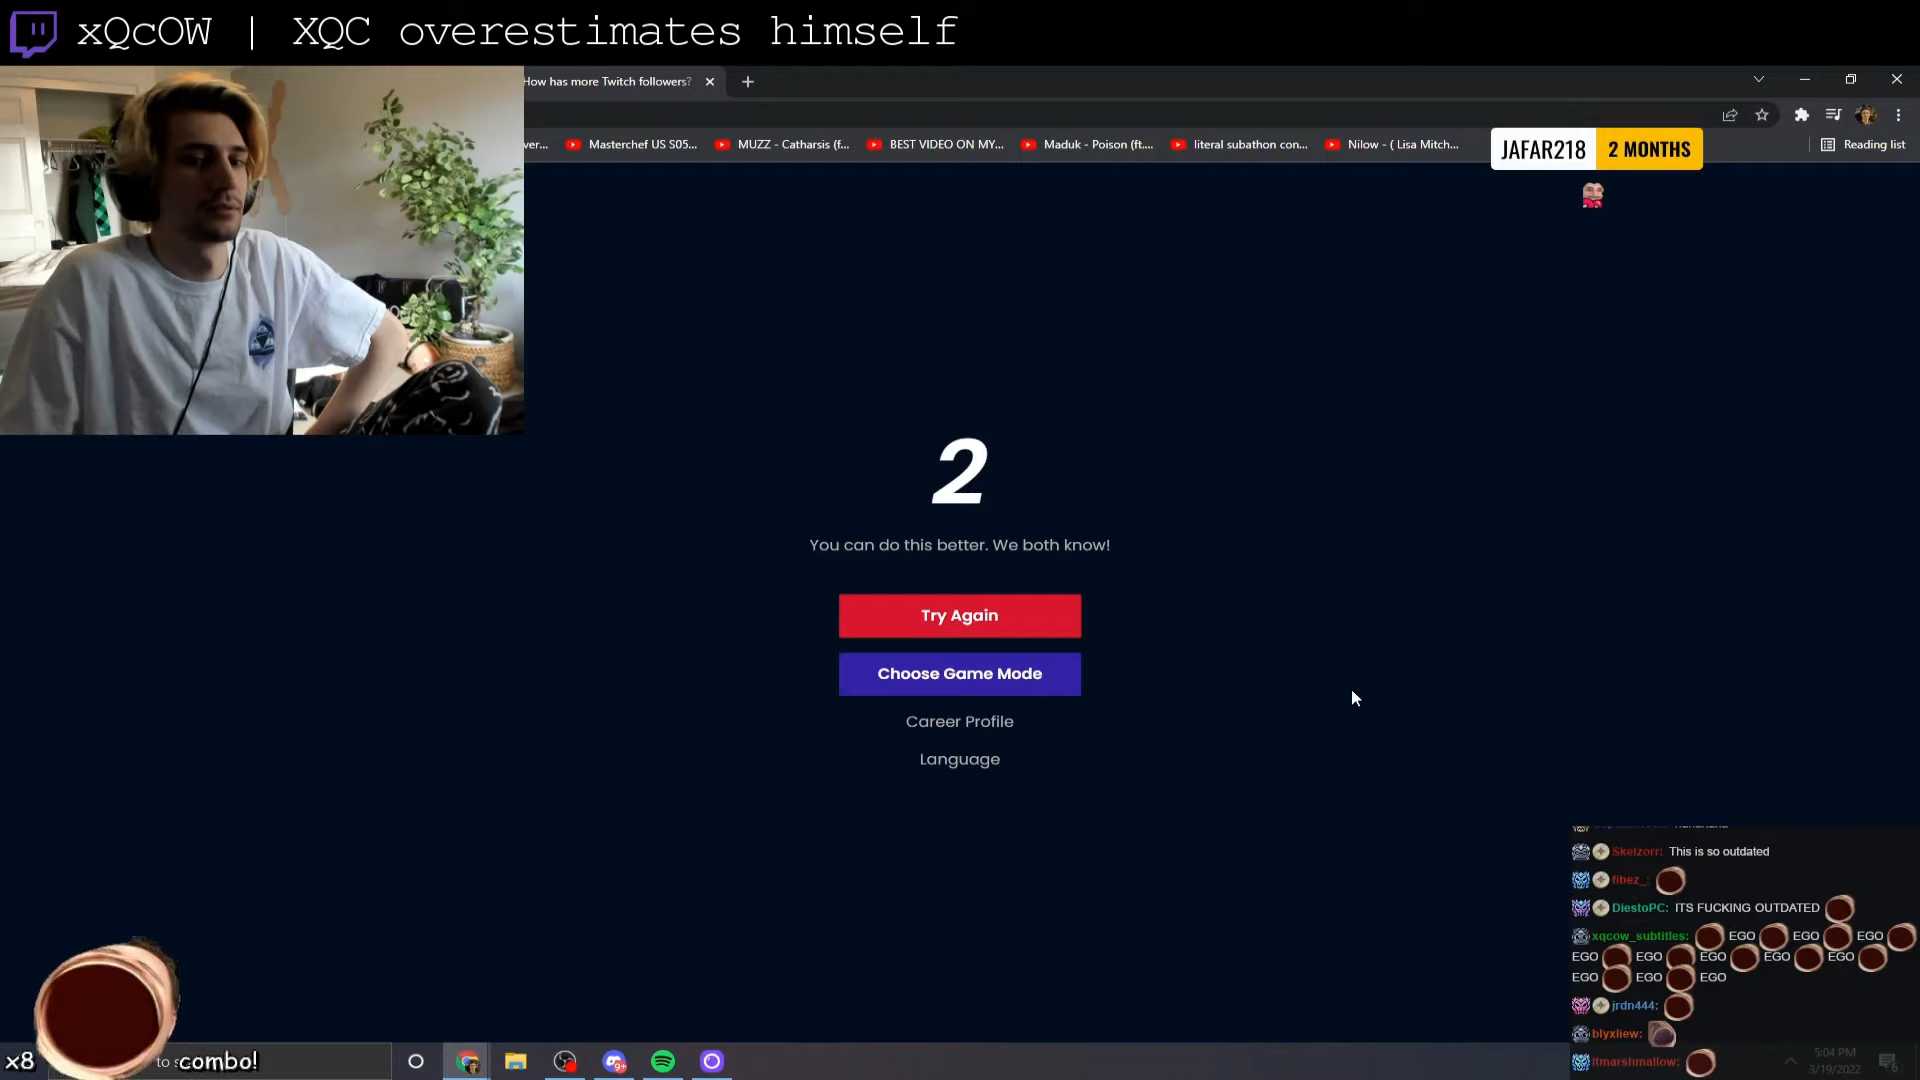 xQcOW | XQC overestimates himself
How has more Twitch followers?
ver...
Masterchef US S05...
MUZZ - Catharsis (f...
BEST VIDEO ON MY...
Maduk - Poison (ft....
literal subathon con...
Nilow - ( Lisa Mitch...
Reading list
JAFAR218 2 MONTHS
2
You can do this better. We both know!
Try Again
Choose Game Mode
Career Profile
Language
Skelzorr: This is so outdated
fibez_:
DiestoPC: ITS FUCKING OUTDATED
xqcow_subtitles: EGO EGO EGO
EGO EGO EGO EGO EGO
EGO EGO EGO
jrdn444:
blyxliew:
itmarshmallow:
x8 to s combo!
9+
5:04 PM
3/19/2022
6